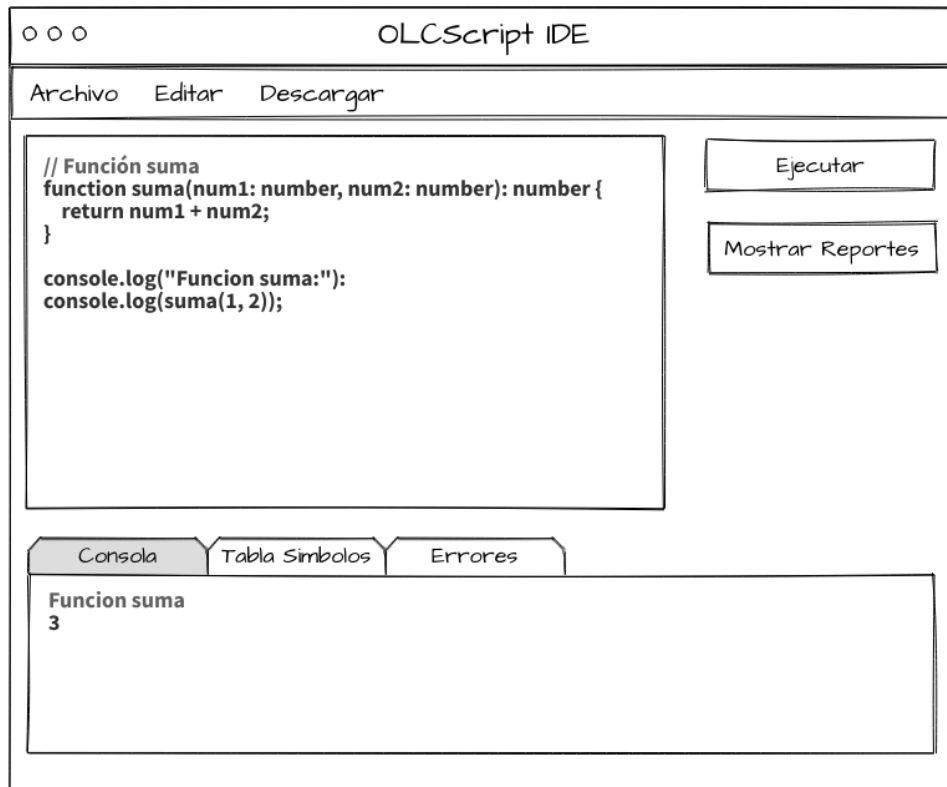 OLCScript IDE
Archivo Editar Descargar
// Función suma
function suma(num1: number, num2: number): number {
return num1 + num2;
}
console.log("Funcion suma:"):
console.log(suma(1, 2));
Ejecutar
Mostrar Reportes
Consola Tabla Simbolos Errores
Funcion suma
3